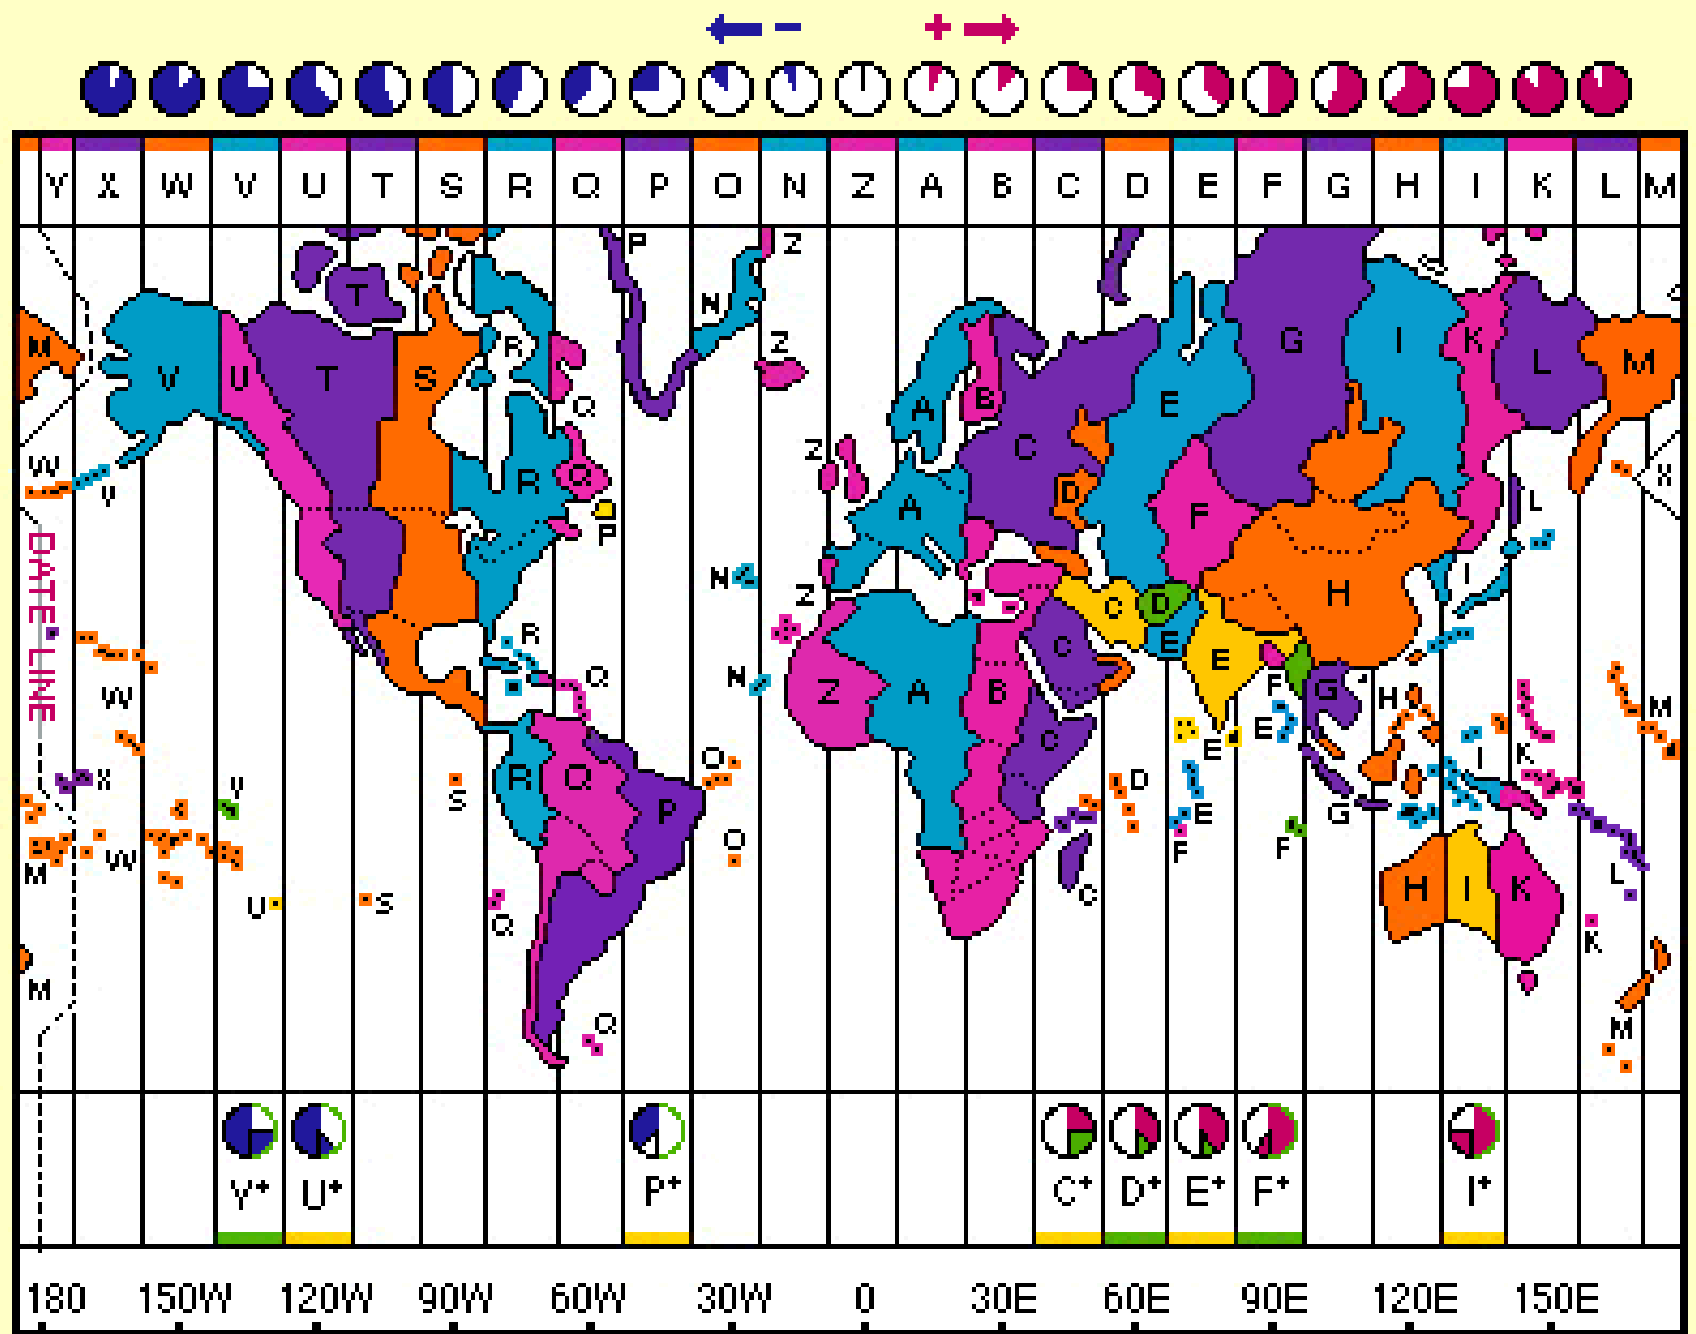 ← − + →
Y X W V U T S R Q P O N Z A B C D E F G H I K L M
P Z
T
N
M V U T S R Z G I K L M
A B E
Q C
Z
W V R Q D A F L X
P
N I
Z C D H
R E
W N Q Z A B C E F G H M
C E I K
O
X V S R Q P D
E G
M W O F F L
U S Q C H I K K
M
Q M
DATE LINE
Y+ U+ P+ C+ D+ E+ F+ I+
180 150W 120W 90W 60W 30W 0 30E 60E 90E 120E 150E